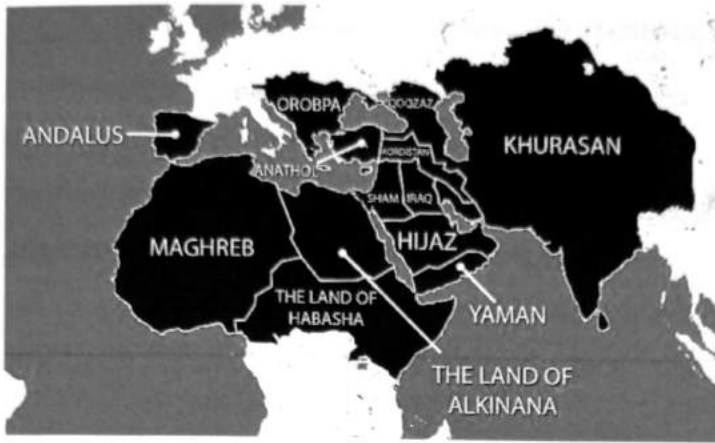 OROBPA
QOQZAZ
ANDALUS
KHURASAN
ANATHOL
KORDISTAN
SHAM
IRAQ
MAGHREB
HIJAZ
THE LAND OF
HABASHA
YAMAN
THE LAND OF
ALKINANA